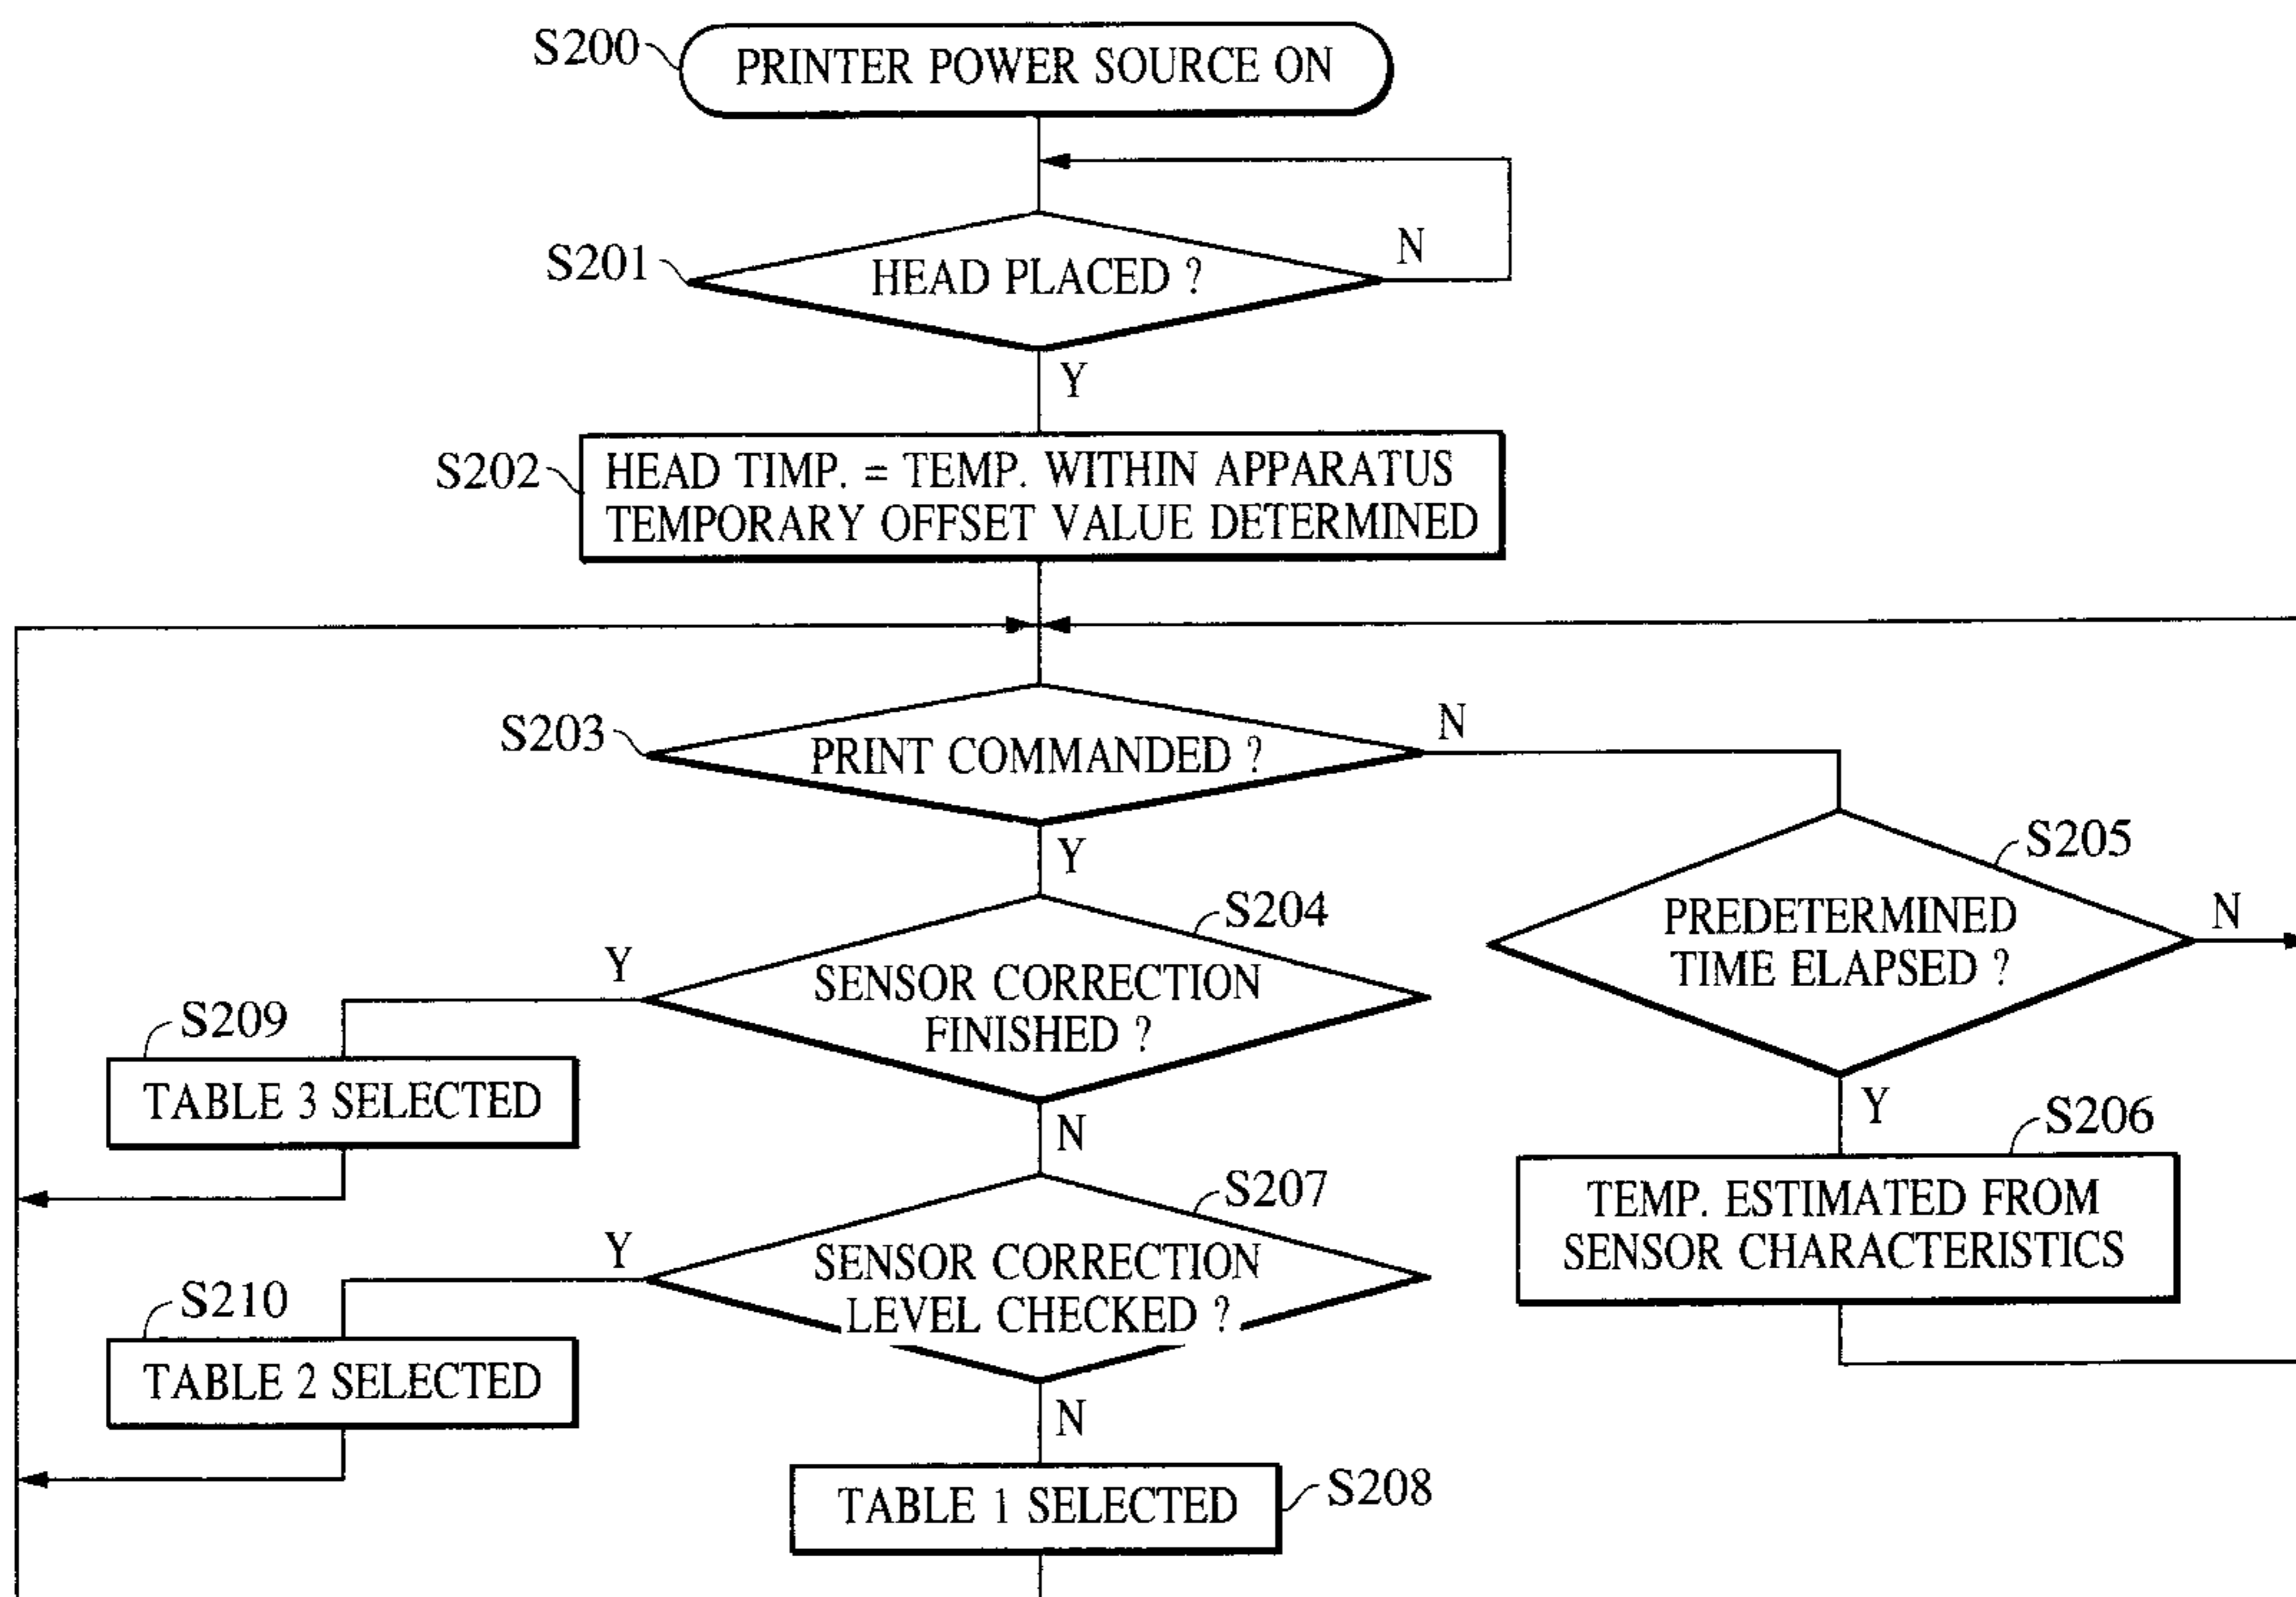 S200
PRINTER POWER SOURCE ON
S201
HEAD PLACED ?
N
Y
S202
HEAD TIMP. = TEMP. WITHIN APPARATUS
TEMPORARY OFFSET VALUE DETERMINED
S203
PRINT COMMANDED ?
N
Y
S205
PREDETERMINED
TIME ELAPSED ?
N
Y
S204
SENSOR CORRECTION
FINISHED ?
Y
N
S209
TABLE 3 SELECTED
S206
TEMP. ESTIMATED FROM
SENSOR CHARACTERISTICS
S207
SENSOR CORRECTION
LEVEL CHECKED ?
Y
N
S210
TABLE 2 SELECTED
TABLE 1 SELECTED
S208